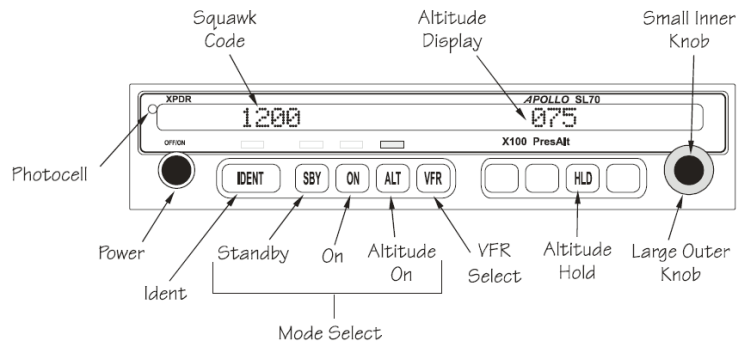 Squawk
Code
Altitude
Display
Small Inner
Knob
XPDR
APOLLO SL70
1200
075
OFF/ON
X100 PresAlt
Photocell
IDENT
SBY
ON
ALT
VFR
HLD
Power
Ident
Standby
On
Altitude
On
VFR
Select
Altitude
Hold
Large Outer
Knob
Mode Select